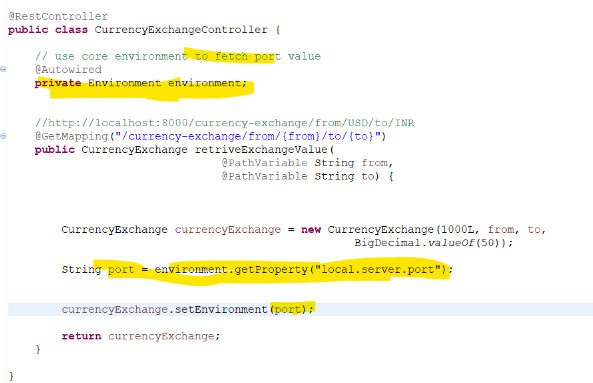 @RestController
public class CurrencyExchangeController {
// use core environment to fetch port value
@Autowired
private Environment environment;
//http://localhost:8000/currency-exchange/from/USD/to/INR
@GetMapping("/currency-exchange/from/{from}/to/{to}")
public CurrencyExchange retriveExchangeValue(
@PathVariable String from,
@PathVariable String to) {
CurrencyExchange currencyExchange = new CurrencyExchange(1000L, from, to,
BigDecimal.valueOf(50));
String port = environment.getProperty("local.server.port");
currencyExchange.setEnvironment(port);
return currencyExchange;
}
}